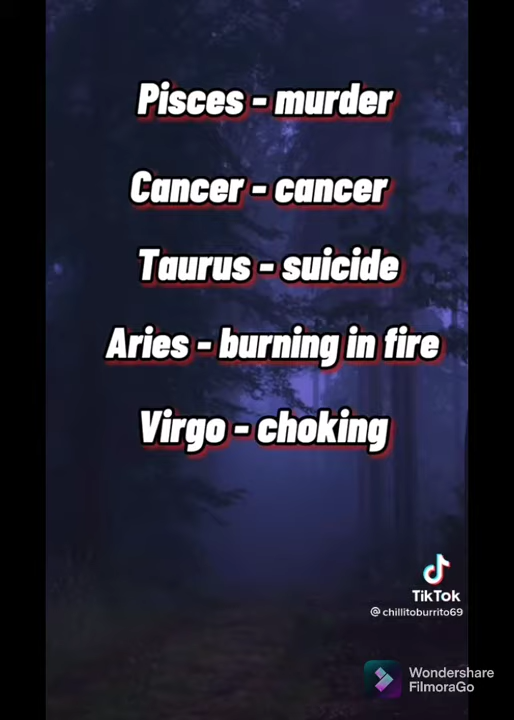 Pisces - murder
Cancer - cancer
Taurus - suicide
Aries - burning in fire
Virgo - choking
TikTok
@chillitoburrito69
Wondershare
FilmoraGo